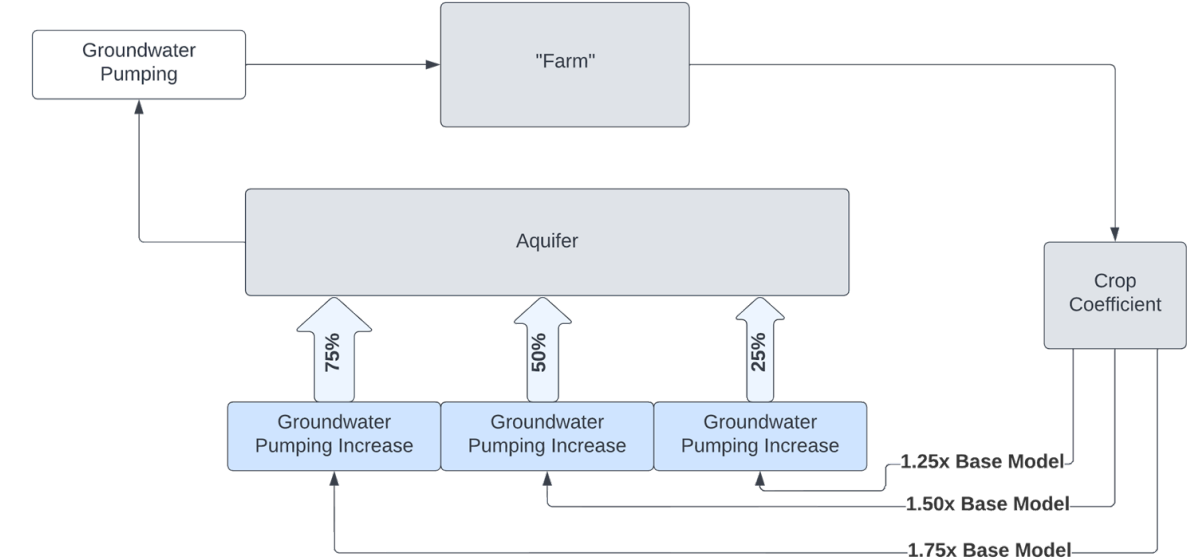 Groundwater
Pumping
"Farm"
Aquifer
Crop
Coefficient
75%
50%
25%
Groundwater
Pumping Increase
Groundwater
Pumping Increase
Groundwater
Pumping Increase
1.25x Base Model
1.50x Base Model
1.75x Base Model